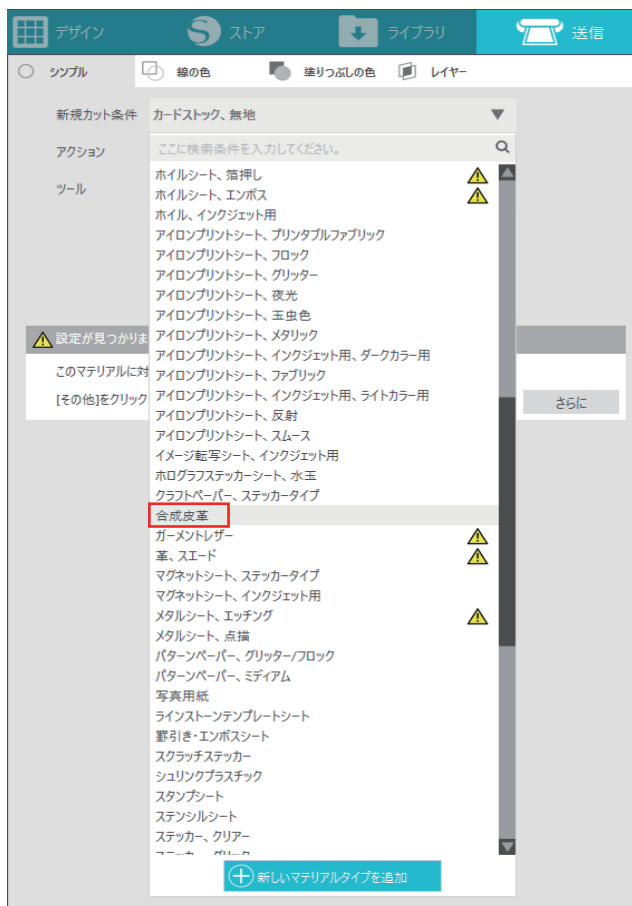 デザイン
ストア
ライブラリ
送信
シンプル
線の色
塗りつぶしの色
レイヤー
新規カット条件
カードストック、無地
アクション
ここに検索条件を入力してください。
ツール
ホイルシート、箔押し
ホイルシート、エンボス
ホイル、インクジェット用
アイロンプリントシート、プリンタブルファブリック
アイロンプリントシート、フロック
アイロンプリントシート、グリッター
アイロンプリントシート、夜光
アイロンプリントシート、玉虫色
設定が見つかりま
アイロンプリントシート、メタリック
アイロンプリントシート、インクジェット用、ダークカラー用
このマテリアルに対
アイロンプリントシート、ファブリック
[その他]をクリック
アイロンプリントシート、インクジェット用、ライトカラー用
さらに
アイロンプリントシート、反射
アイロンプリントシート、スムース
イメージ転写シート、インクジェット用
ホログラフステッカーシート、水玉
クラフトペーパー、ステッカータイプ
合成皮革
ガーメントレザー
革、スエード
マグネットシート、ステッカータイプ
マグネットシート、インクジェット用
メタルシート、エッチング
メタルシート、点描
パターンペーパー、グリッター/フロック
パターンペーパー、ミディアム
写真用紙
ラインストーンテンプレートシート
罫引き・エンボスシート
スクラッチステッカー
シュリンクプラスチック
スタンプシート
ステンシルシート
ステッカー、クリアー
新しいマテリアルタイプを追加